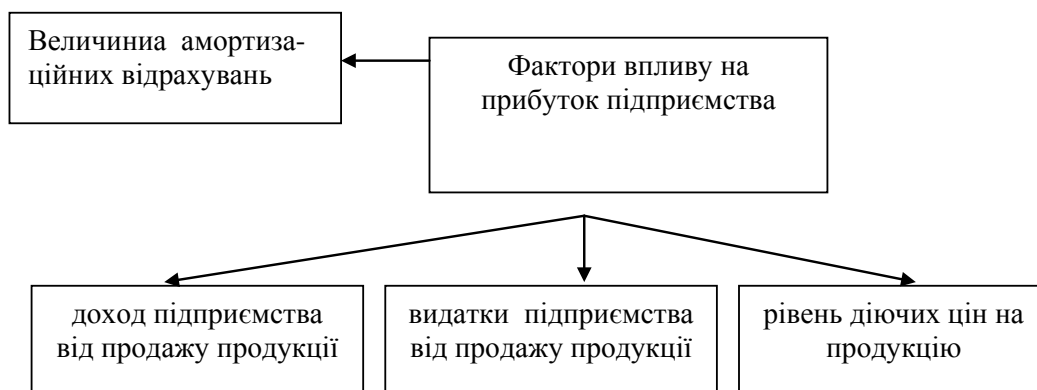 Величиниа амортиза-
ційних відрахувань
Фактори впливу на
прибуток підприємства
доход підприємства
від продажу продукції
видатки підприємства
від продажу продукції
рівень діючих цін на
продукцію